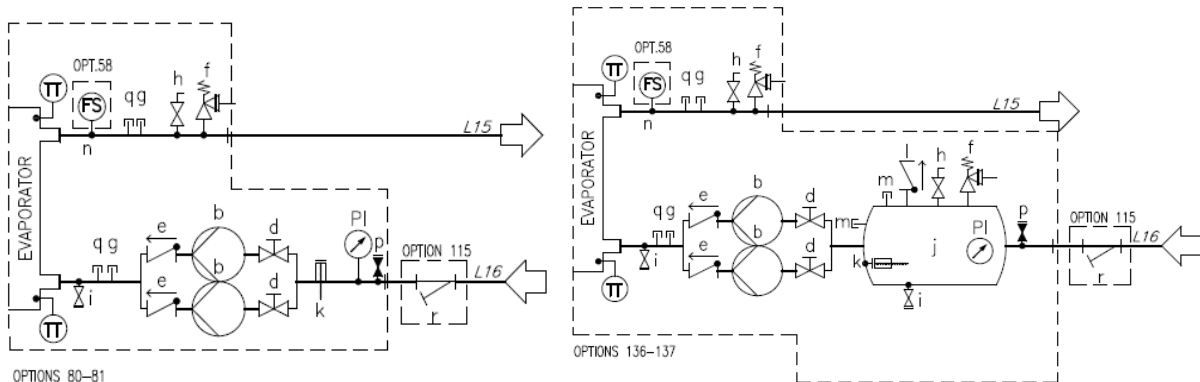 OPT.58
TT
FS
q g
h
f
n
L15
EVAPORATOR
e
b
d
PI
p
OPTION 115
q g
b
L16
e
d
i
k
r
TT
OPTIONS 80-81
OPT.58
TT
FS
q g
h
f
n
L15
EVAPORATOR
l
h
f
m
e
b
d
p
OPTION 115
q g
b
m
PI
j
L16
e
d
k
i
i
r
TT
OPTIONS 136-137